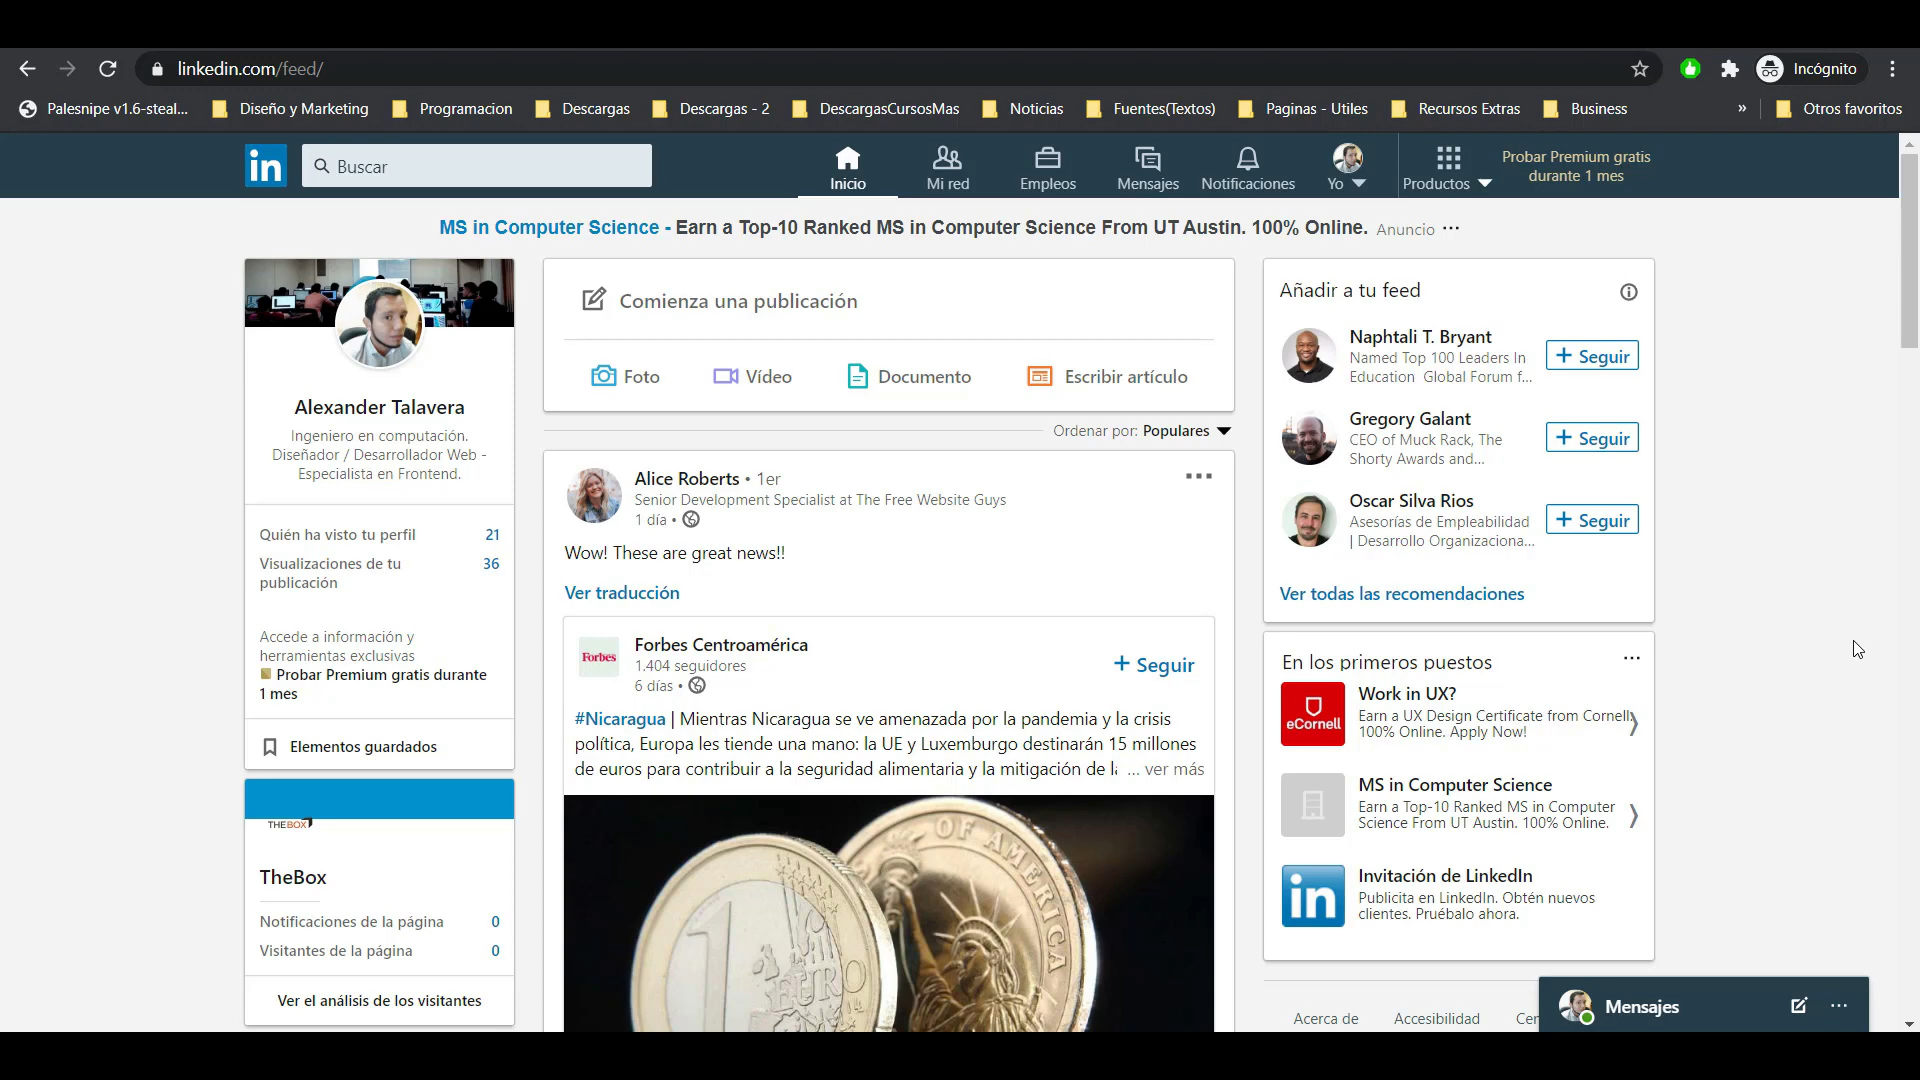 linkedin.com/feed/
Incógnito
Palesnipe v1.6-steal...
Diseño y Marketing
Programacion
Descargas
Descargas - 2
DescargasCursosMas
Noticias
Fuentes(Textos)
Paginas - Utiles
Recursos Extras
Business
»
Otros favoritos
in
Buscar
Inicio
Mi red
Empleos
Mensajes
Notificaciones
Yo
Productos
Probar Premium gratis
durante 1 mes
MS in Computer Science - Earn a Top-10 Ranked MS in Computer Science From UT Austin. 100% Online. Anuncio ...
Alexander Talavera
Ingeniero en computación.
Diseñador / Desarrollador Web -
Especialista en Frontend.
Quién ha visto tu perfil 21
Visualizaciones de tu 36
publicación
Accede a información y
herramientas exclusivas
Probar Premium gratis durante
1 mes
Elementos guardados
THEBOX
TheBox
Notificaciones de la página 0
Visitantes de la página 0
Ver el análisis de los visitantes
Comienza una publicación
Foto
Vídeo
Documento
Escribir artículo
Ordenar por: Populares
Alice Roberts • 1er
Senior Development Specialist at The Free Website Guys
1 día •
Wow! These are great news!!
Ver traducción
Forbes
Forbes Centroamérica
1.404 seguidores
6 días •
+ Seguir
#Nicaragua | Mientras Nicaragua se ve amenazada por la pandemia y la crisis
política, Europa les tiende una mano: la UE y Luxemburgo destinarán 15 millones
de euros para contribuir a la seguridad alimentaria y la mitigación de l ... ver más
1 EURO
OF AMERICA
Añadir a tu feed
Naphtali T. Bryant
Named Top 100 Leaders In
Education Global Forum f...
+ Seguir
Gregory Galant
CEO of Muck Rack, The
Shorty Awards and...
+ Seguir
Oscar Silva Rios
Asesorías de Empleabilidad
| Desarrollo Organizaciona...
+ Seguir
Ver todas las recomendaciones
En los primeros puestos
eCornell
Work in UX?
Earn a UX Design Certificate from Cornell,
100% Online. Apply Now!
MS in Computer Science
Earn a Top-10 Ranked MS in Computer
Science From UT Austin. 100% Online.
in
Invitación de LinkedIn
Publicita en LinkedIn. Obtén nuevos
clientes. Pruébalo ahora.
Acerca de
Accesibilidad
Cen
Mensajes